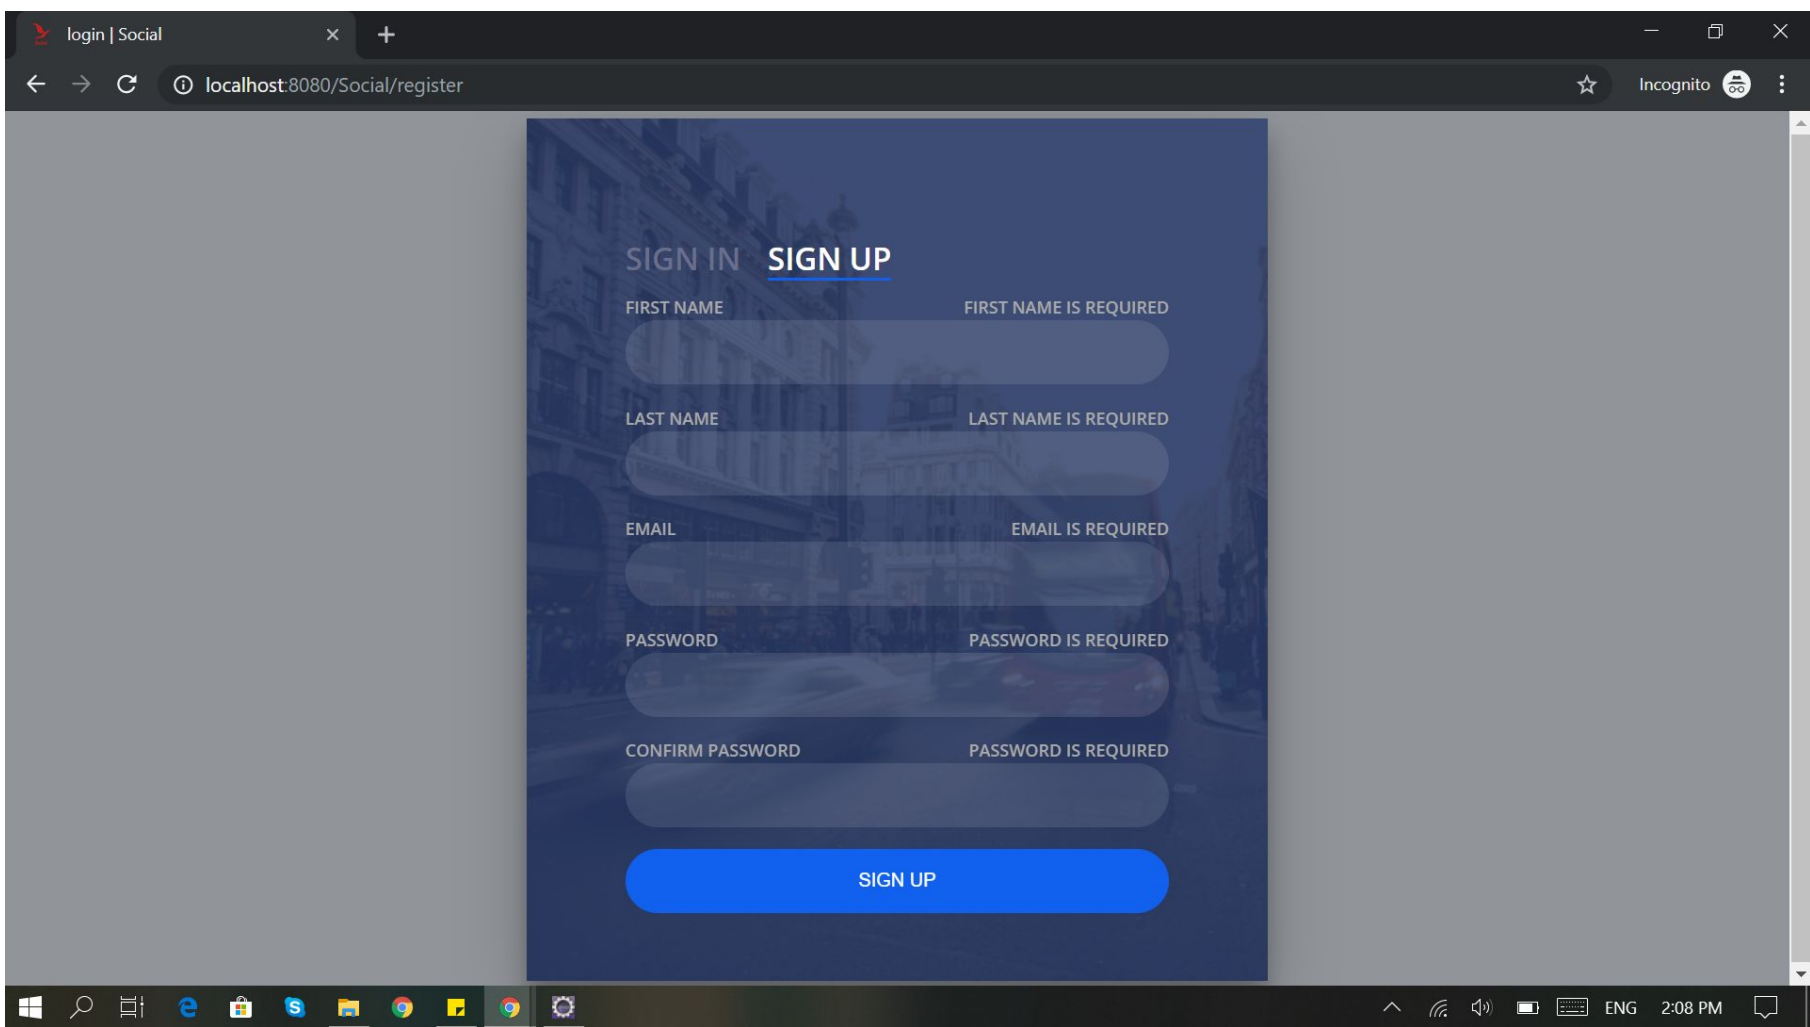 login | Social
localhost:8080/Social/register
Incognito
SIGN IN SIGN UP
FIRST NAME FIRST NAME IS REQUIRED
LAST NAME LAST NAME IS REQUIRED
EMAIL EMAIL IS REQUIRED
PASSWORD PASSWORD IS REQUIRED
CONFIRM PASSWORD PASSWORD IS REQUIRED
SIGN UP
ENG 2:08 PM